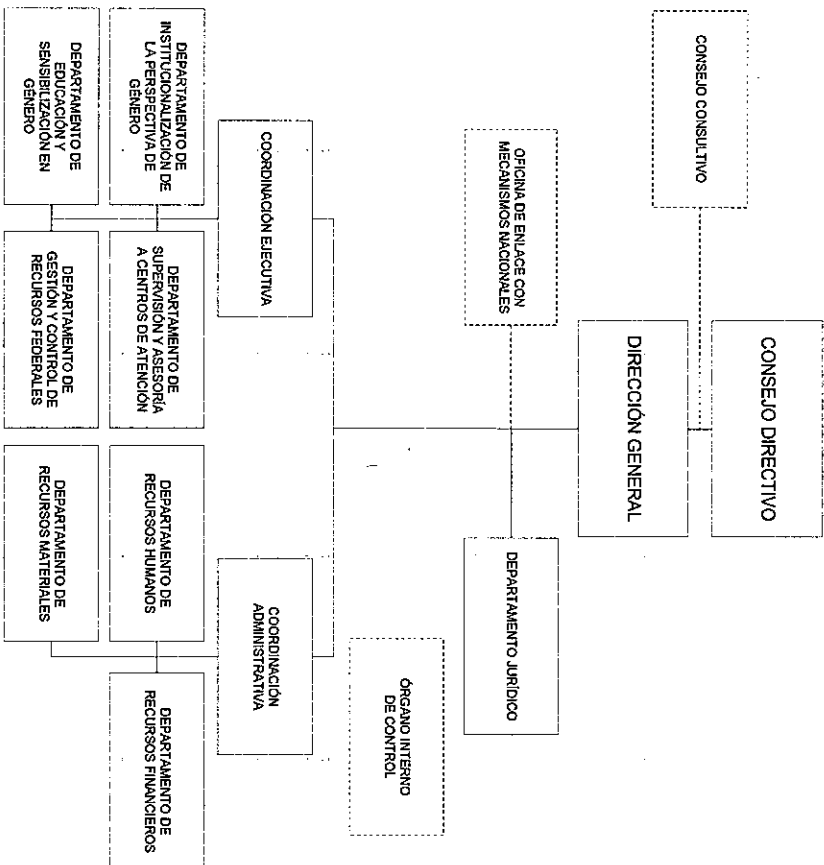 CONSEJO DIRECTIVO
CONSEJO CONSULTIVO
DIRECCIÓN GENERAL
OFICINA DE ENLACE CON
MECANISMOS NACIONALES
DEPARTAMENTO JURÍDICO
ÓRGANO INTERNO
DE CONTROL
COORDINACIÓN EJECUTIVA
COORDINACIÓN
ADMINISTRATIVA
DEPARTAMENTO DE
INSTITUCIONALIZACIÓN DE
LA PERSPECTIVA DE
GÉNERO
DEPARTAMENTO DE
SUPERVISIÓN Y ASESORÍA
A CENTROS DE ATENCIÓN
DEPARTAMENTO DE
RECURSOS HUMANOS
DEPARTAMENTO DE
RECURSOS FINANCIEROS
DEPARTAMENTO DE
EDUCACIÓN Y
SENSIBILIZACIÓN EN
GÉNERO
DEPARTAMENTO DE
GESTIÓN Y CONTROL DE
RECURSOS FEDERALES
DEPARTAMENTO DE
RECURSOS MATERIALES